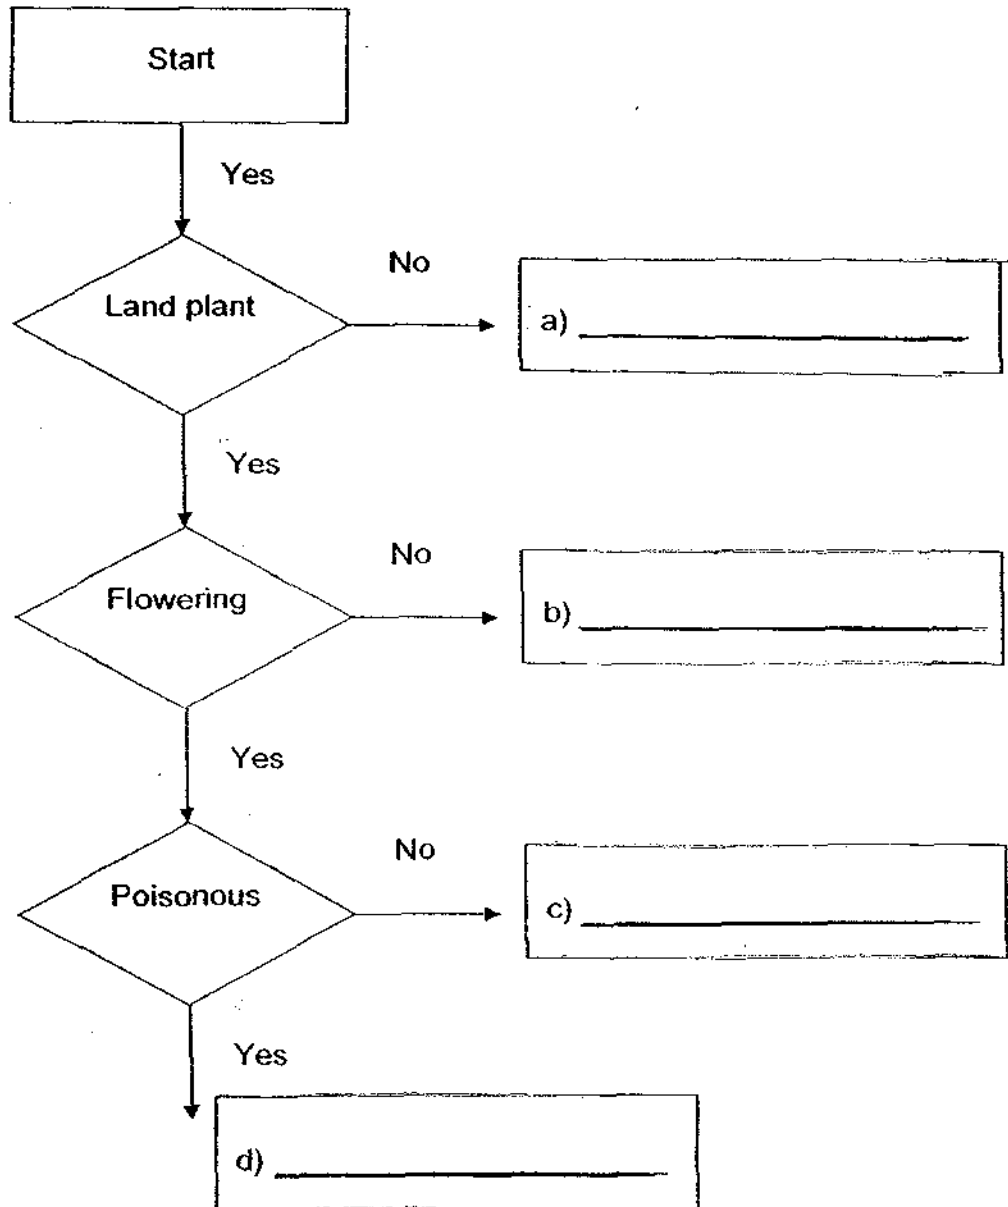 Start
Yes
Land plant
No
a)
Yes
Flowering
No
b)
Yes
Poisonous
No
c)
Yes
d)